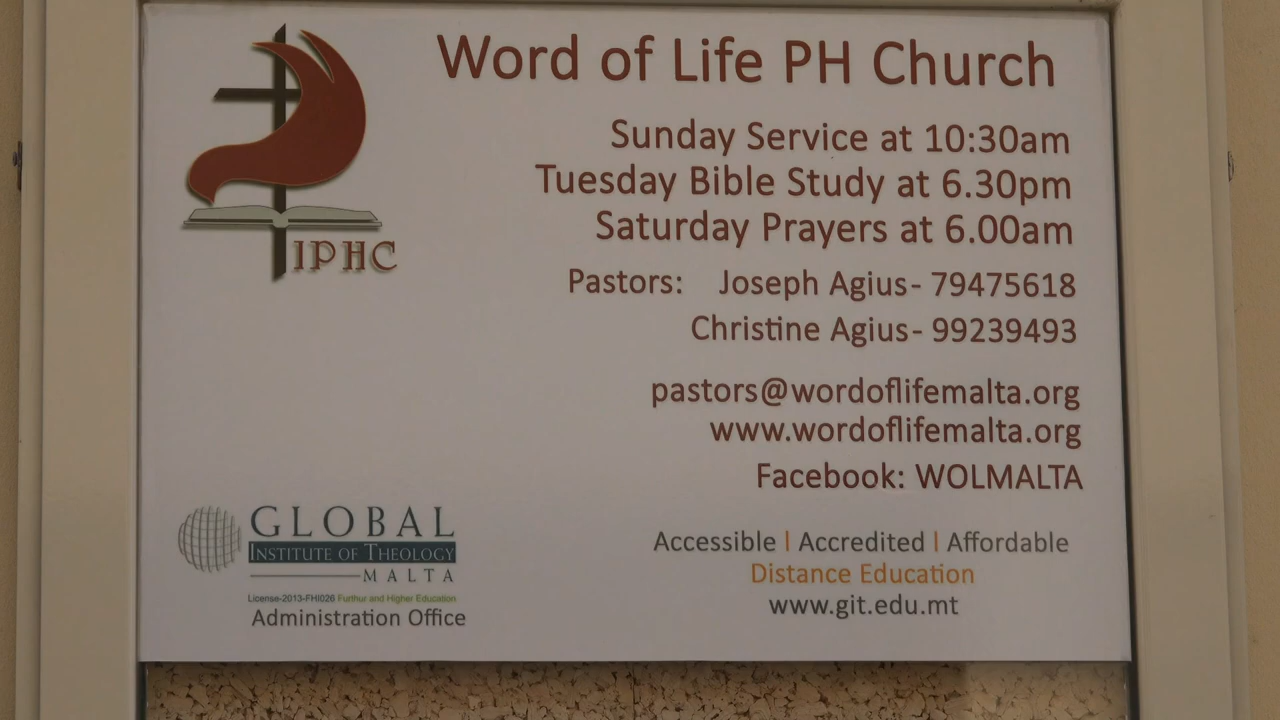 Word of Life PH Church
Sunday Service at 10:30am
Tuesday Bible Study at 6.30pm
Saturday Prayers at 6.00am
IPHC
Pastors: Joseph Agius- 79475618
Christine Agius- 99239493
pastors@wordoflifemalta.org
www.wordoflifemalta.org
Facebook: WOLMALTA
GLOBAL
INSTITUTE OF THEOLOGY
MALTA
License-2013-FHI026 Furthur and Higher Education
Administration Office
Accessible | Accredited | Affordable
Distance Education
www.git.edu.mt